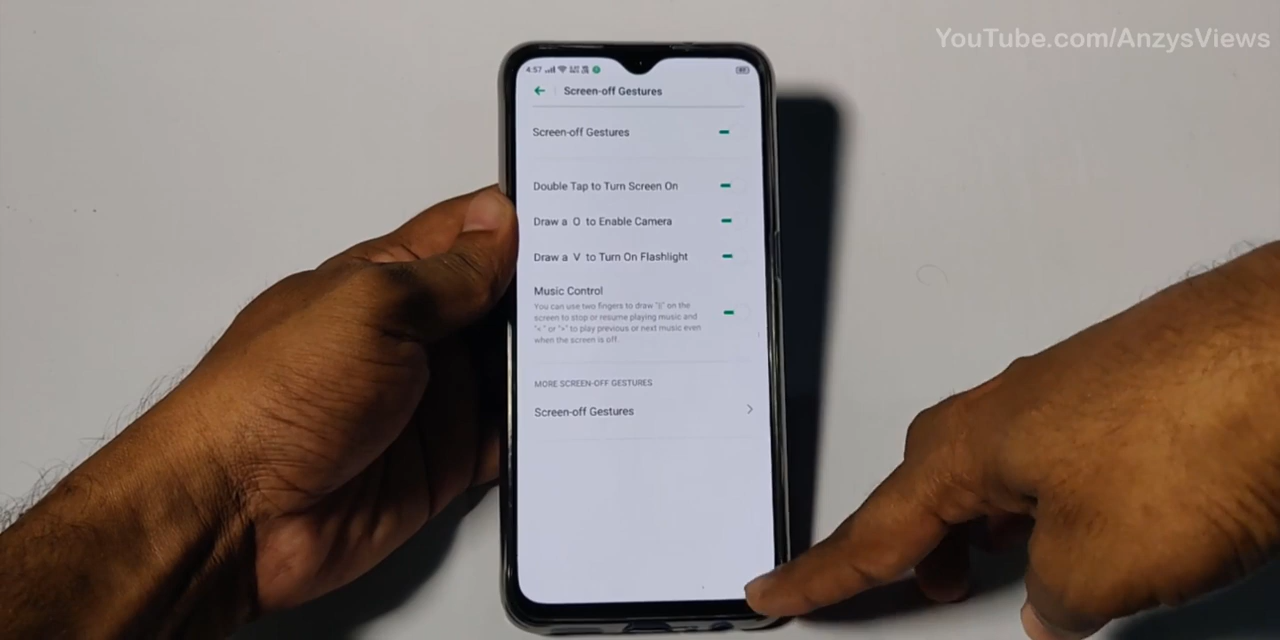 YouTube.com/AnzysViews
4:57
Screen-off Gestures
Screen-off Gestures
Double Tap to Turn Screen On
Draw a O to Enable Camera
Draw a V to Turn On Flashlight
Music Control
You can use two fingers to draw "||" on the
screen to stop or resume playing music and
"<" or ">" to play previous or next music even
when the screen is off.
MORE SCREEN-OFF GESTURES
Screen-off Gestures